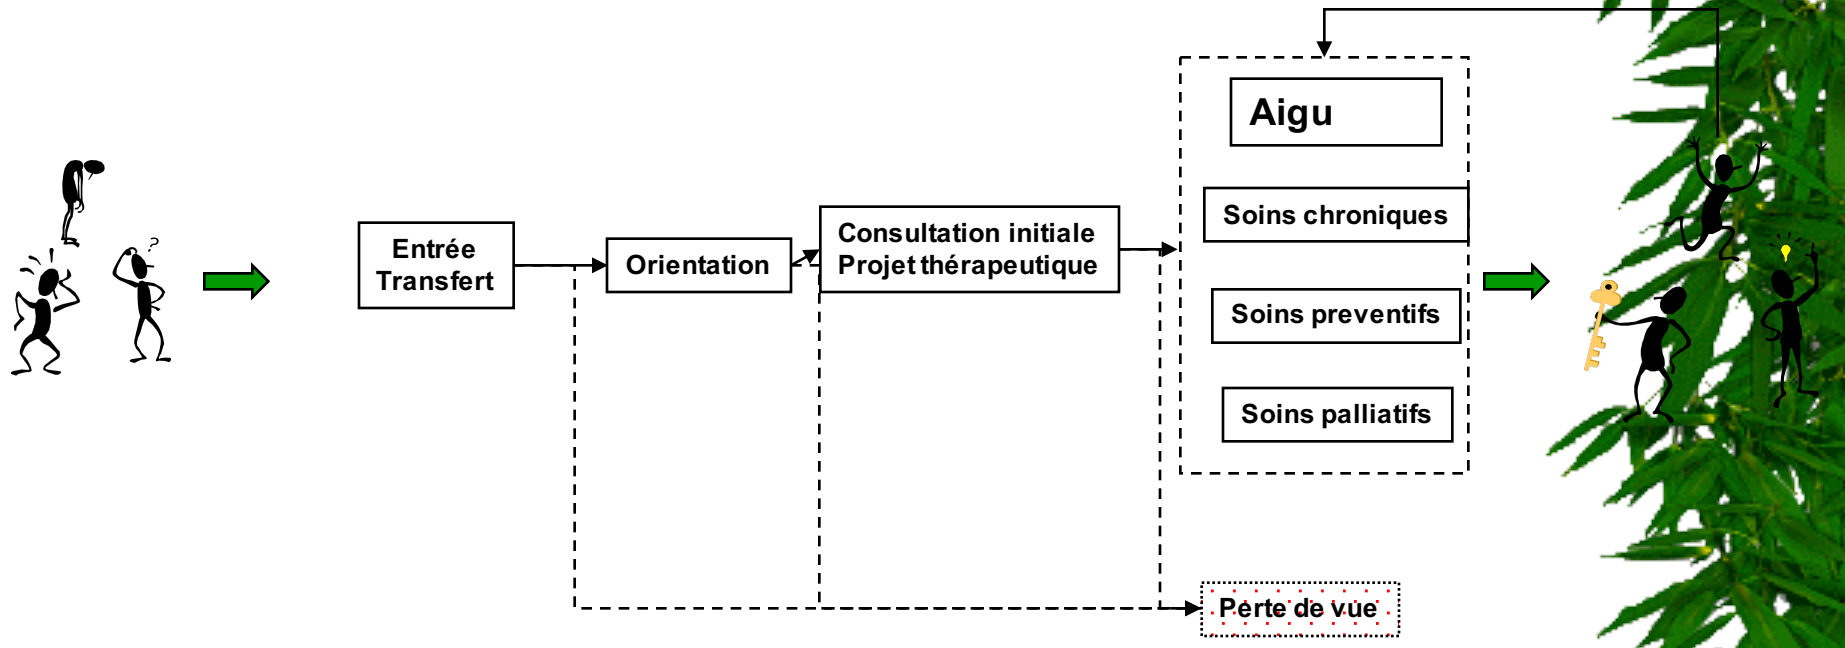 Entrée
Transfert
Orientation
Consultation initiale
Projet thérapeutique
Aigu
Soins chroniques
Soins preventifs
Soins palliatifs
Perte de vue
?